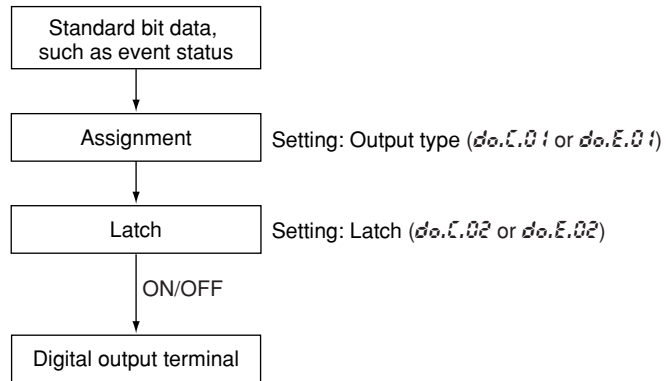 Standard bit data,
such as event status
Assignment
Setting: Output type (do.C.01 or do.E.01)
Latch
Setting: Latch (do.C.02 or do.E.02)
ON/OFF
Digital output terminal